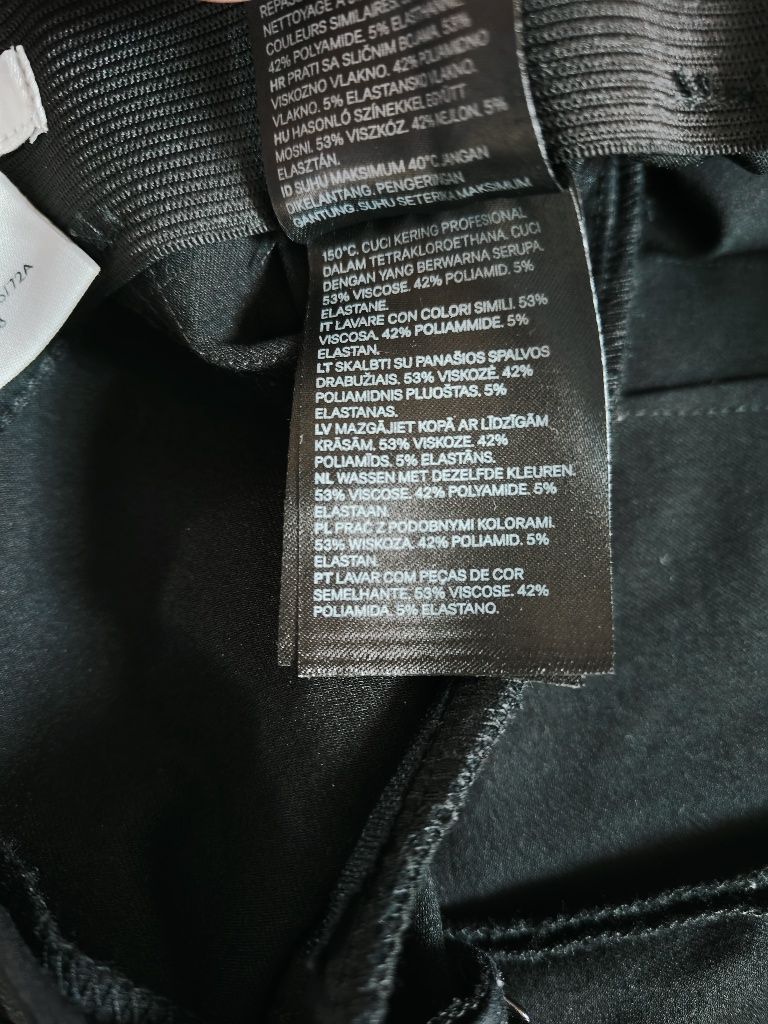 NETTOYAGE À
COULEURS SIMILAIRES.
42% POLYAMIDE. 5% ELASTHANNE.
HR PRATI SA SLIČNIM BOJAMA. 53%
VISKOZNO VLAKNO. 42% POLIAMIDNO
VLAKNO. 5% ELASTANSKO VLAKNO.
HU HASONLÓ SZÍNEKKEL EGYÜTT
MOSNI. 53% VISZKÓZ. 42% NEJLON. 5%
ELASZTÁN.
ID SUHU MAKSIMUM 40°C JANGAN
DIKELANTANG. PENGERINGAN
GANTUNG. SUHU SETERIKA MAKSIMUM
150°C. CUCI KERING PROFESIONAL
DALAM TETRAKLOROETHANA. CUCI
DENGAN YANG BERWARNA SERUPA.
53% VISCOSE. 42% POLIAMID. 5%
ELASTANE.
IT LAVARE CON COLORI SIMILI. 53%
VISCOSA. 42% POLIAMMIDE. 5%
ELASTAN.
LT SKALBTI SU PANAŠIOS SPALVOS
DRABUŽIAIS. 53% VISKOZĖ. 42%
POLIAMIDNIS PLUOŠTAS. 5%
ELASTANAS.
LV MAZGĀJIET KOPĀ AR LĪDZĪGĀM
KRĀSĀM. 53% VISKOZE. 42%
POLIAMĪDS. 5% ELASTĀNS.
NL WASSEN MET DEZELFDE KLEUREN.
53% VISCOSE. 42% POLYAMIDE. 5%
ELASTAAN.
PL PRAĆ Z PODOBNYMI KOLORAMI.
53% WISKOZA. 42% POLIAMID. 5%
ELASTAN.
PT LAVAR COM PEÇAS DE COR
SEMELHANTE. 53% VISCOSE. 42%
POLIAMIDA. 5% ELASTANO.